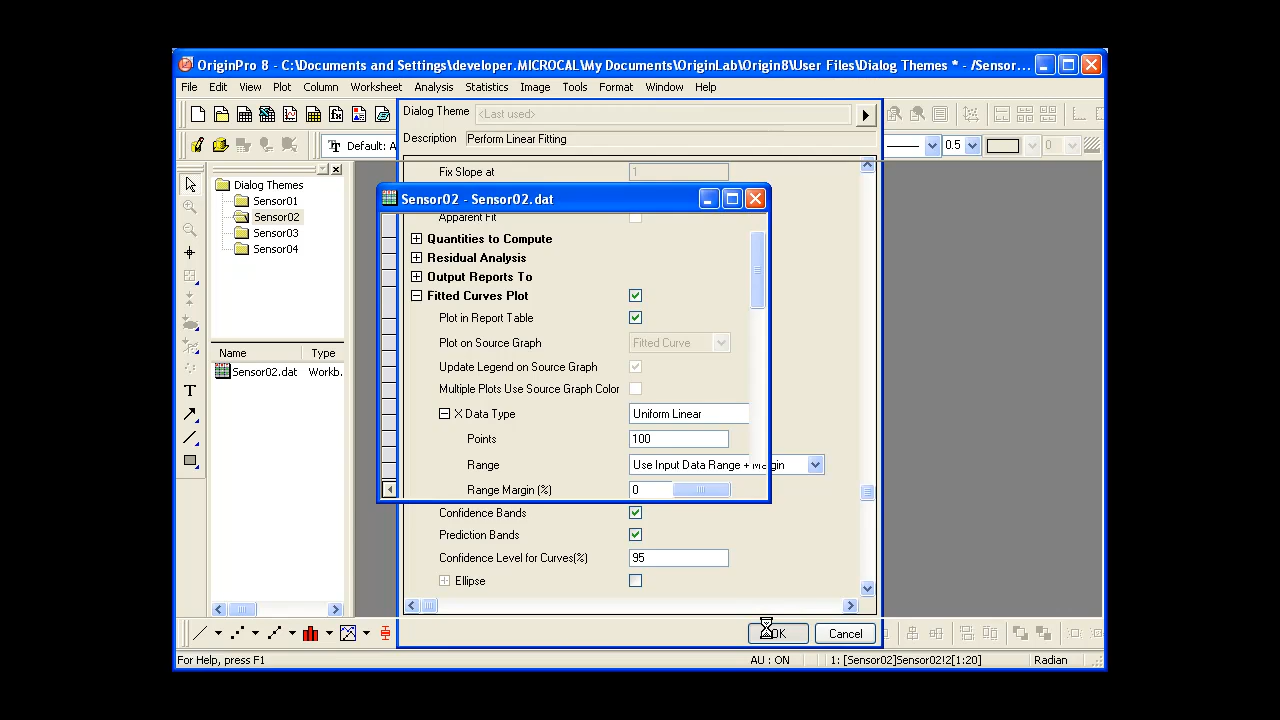 OriginPro 8 - C:\Documents and Settings\developer.MICROCAL\My Documents\OriginLab\Origin8\User Files\Dialog Themes * - /Sensor...
File Edit View Plot Column Worksheet Analysis Statistics Image Tools Format Window Help
Dialog Theme <Last used>
Description Perform Linear Fitting
Default: A
0.5
0
Fix Slope at 1
Dialog Themes
Sensor01
Sensor02
Sensor03
Sensor04
Sensor02 - Sensor02.dat
Apparent Fit
Quantities to Compute
Residual Analysis
Output Reports To
Fitted Curves Plot
Plot in Report Table
Plot on Source Graph Fitted Curve
Update Legend on Source Graph
Multiple Plots Use Source Graph Color
X Data Type Uniform Linear
Points 100
Range Use Input Data Range + Margin
Range Margin (%) 0
Confidence Bands
Prediction Bands
Confidence Level for Curves(%) 95
Ellipse
Name Type
Sensor02.dat Workb.
OK Cancel
For Help, press F1 AU : ON 1: [Sensor02]Sensor02!2[1:20] Radian